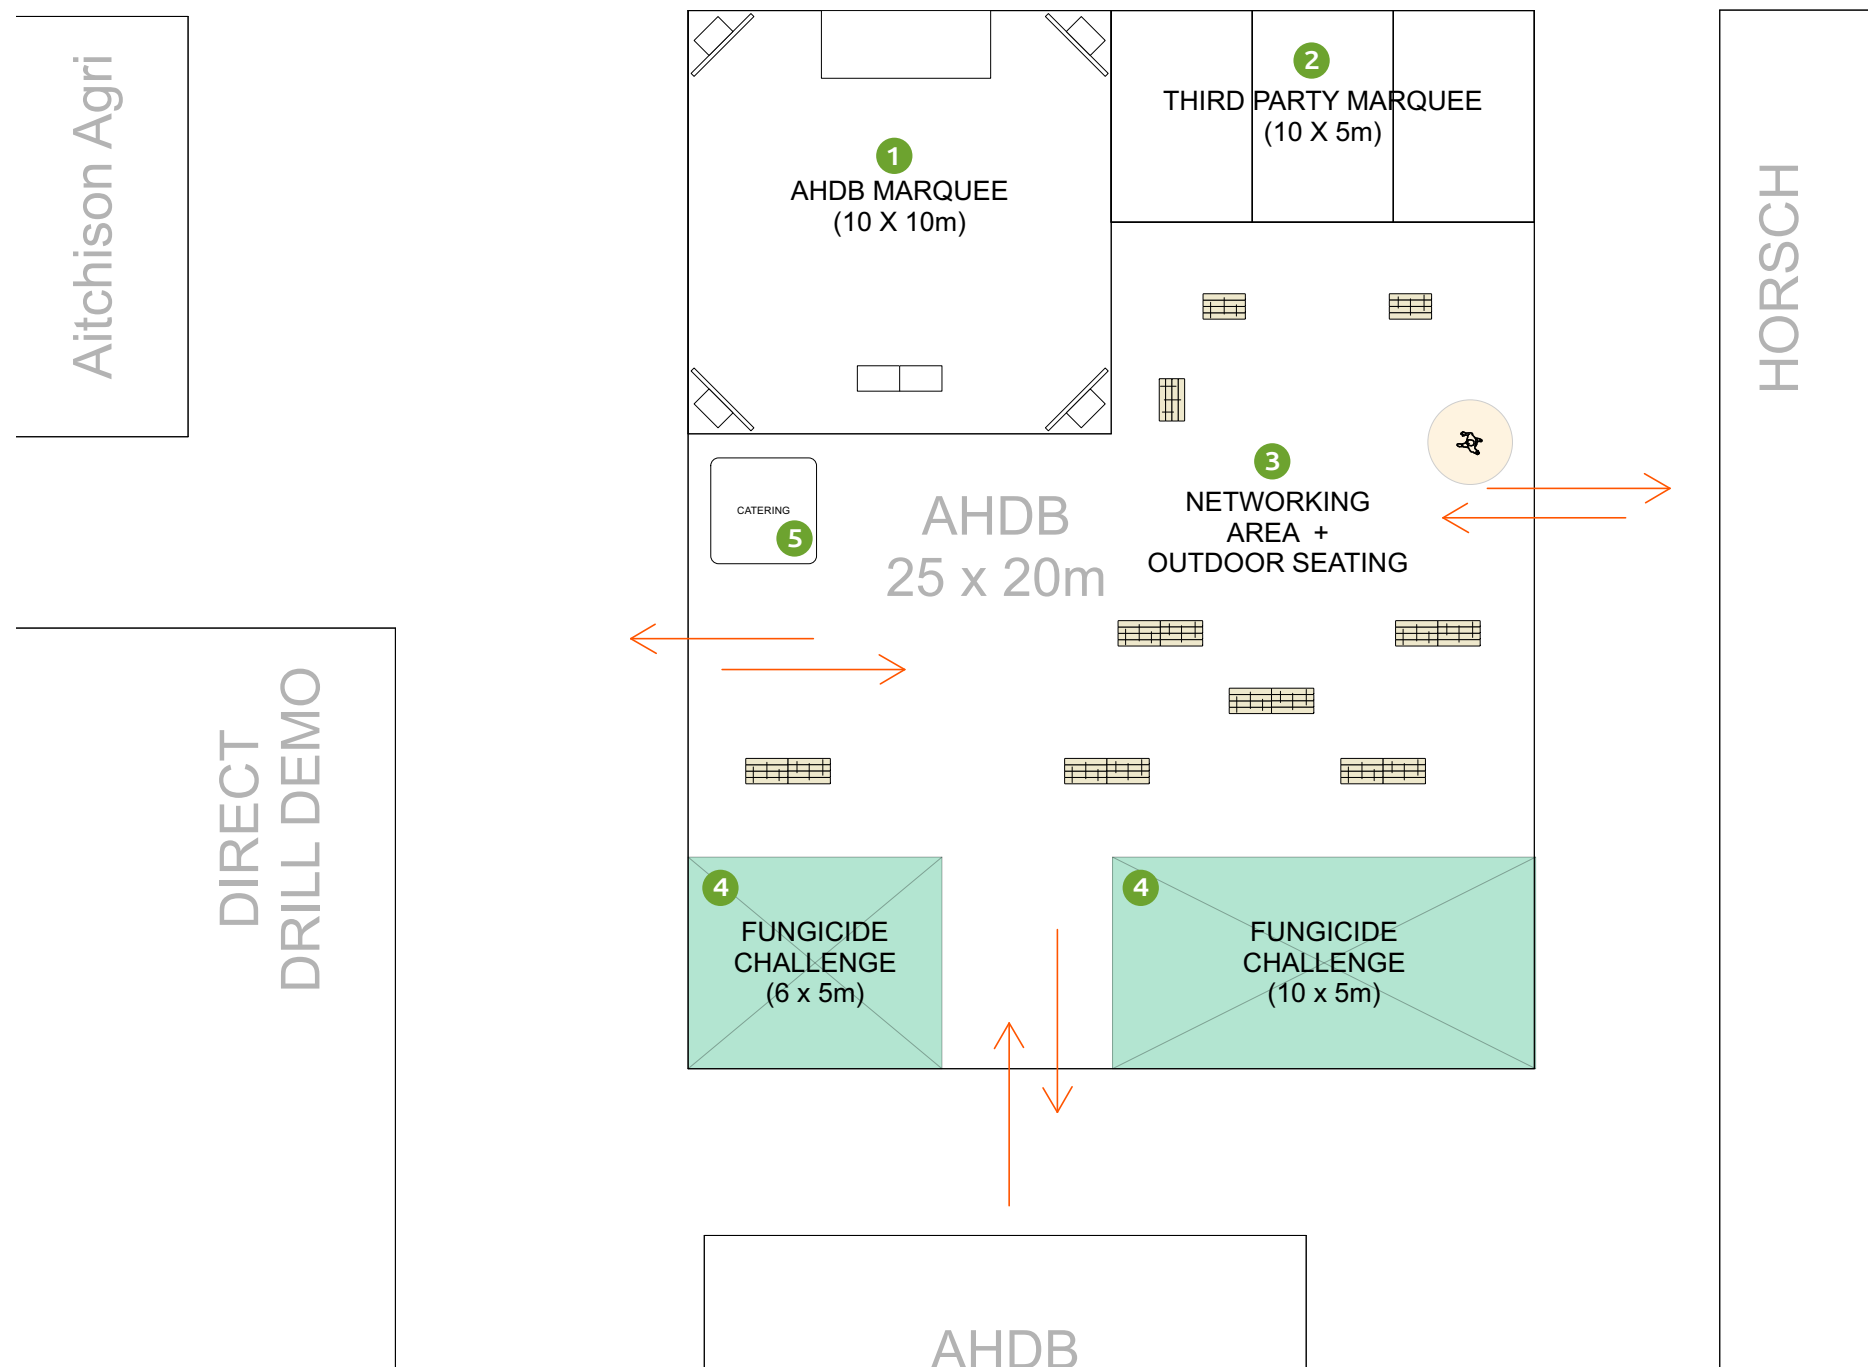 Aitchison Agri
1
AHDB MARQUEE
(10 X 10m)
2
THIRD PARTY MARQUEE
(10 X 5m)
HORSCH
CATERING
5
AHDB
25 x 20m
3
NETWORKING
AREA +
OUTDOOR SEATING
DIRECT
DRILL DEMO
4
FUNGICIDE
CHALLENGE
(6 x 5m)
4
FUNGICIDE
CHALLENGE
(10 x 5m)
AHDB